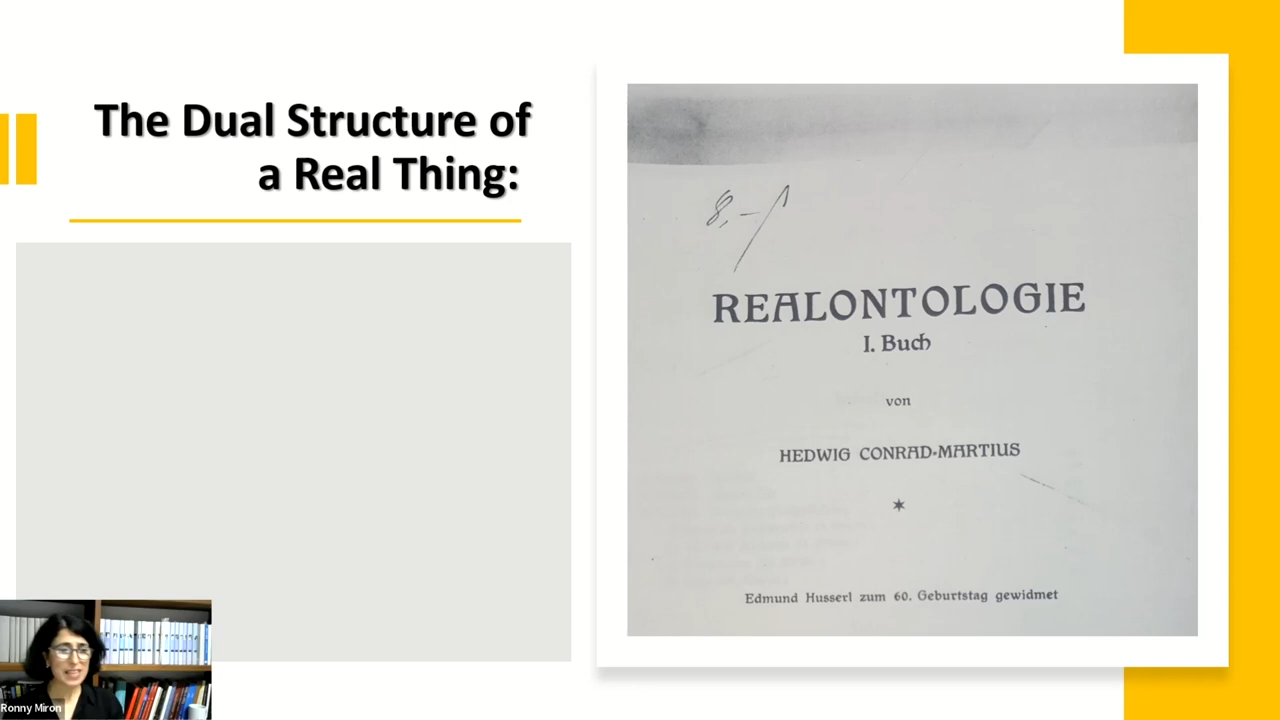 The Dual Structure of
a Real Thing:
8,-
REALONTOLOGIE
I. Buch
von
HEDWIG CONRAD-MARTIUS
*
Edmund Husserl zum 60. Geburtstag gewidmet
Ronny Miron